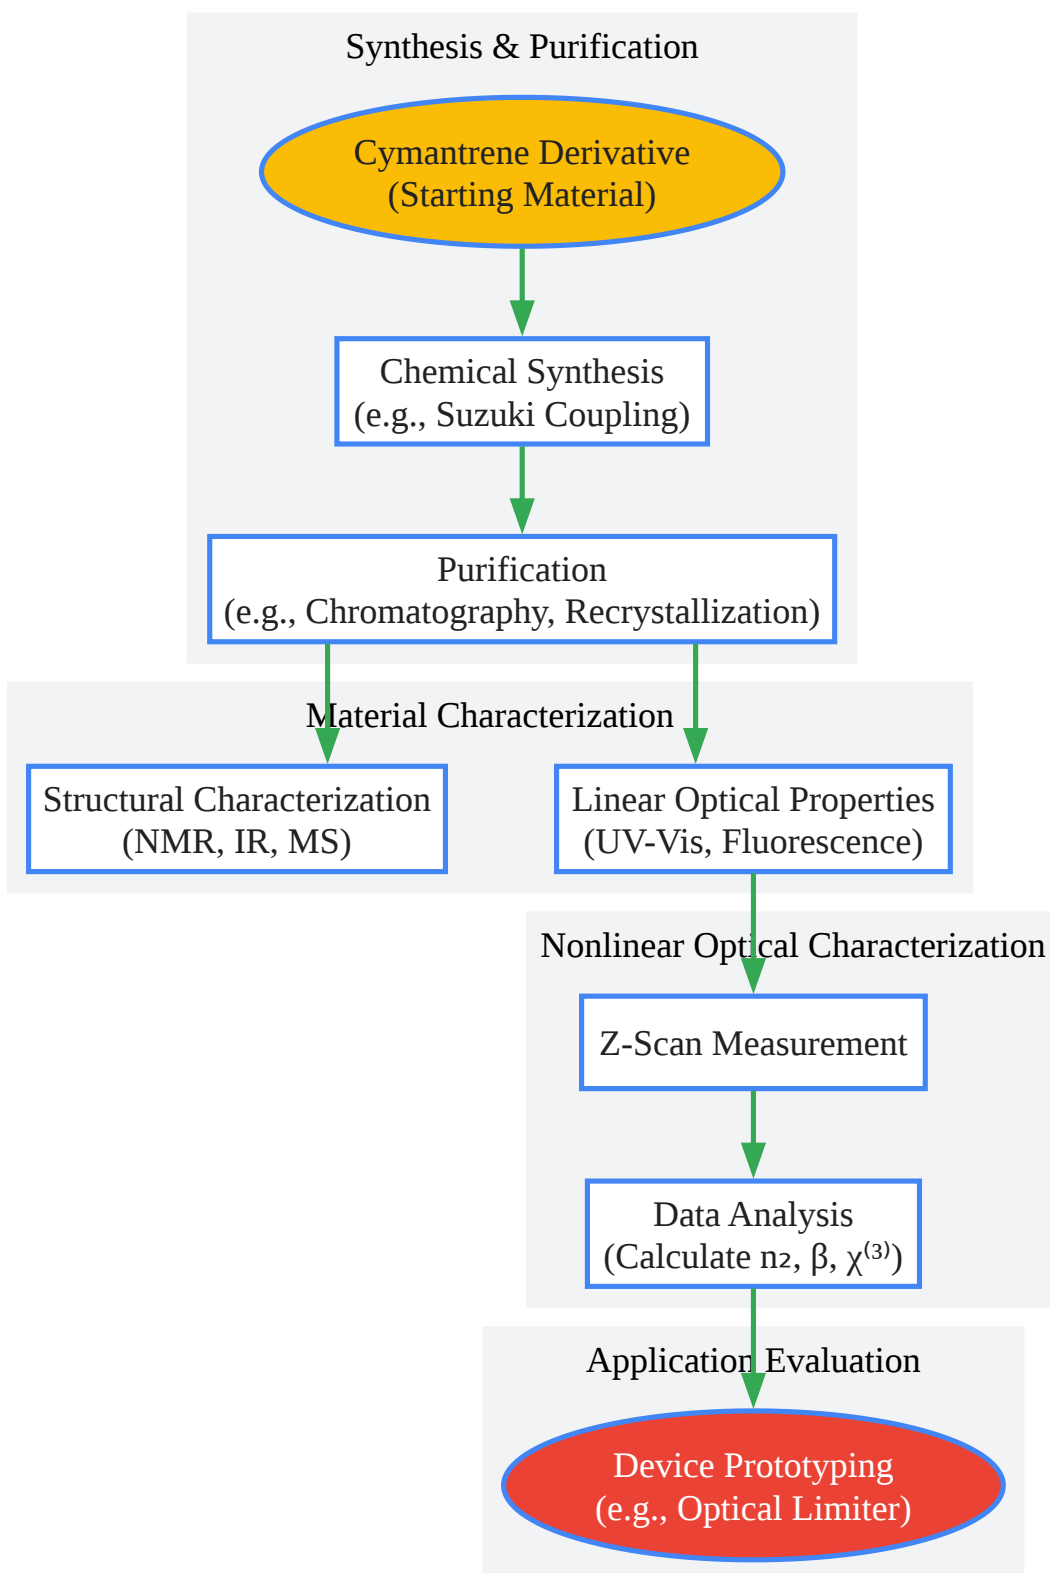 Synthesis & Purification
Cymantrene Derivative
(Starting Material)
Chemical Synthesis
(e.g., Suzuki Coupling)
Purification
(e.g., Chromatography, Recrystallization)
Material Characterization
Structural Characterization
(NMR, IR, MS)
Linear Optical Properties
(UV-Vis, Fluorescence)
Nonlinear Optical Characterization
Z-Scan Measurement
Data Analysis
(Calculate n₂, β, χ⁽³⁾)
Application Evaluation
Device Prototyping
(e.g., Optical Limiter)